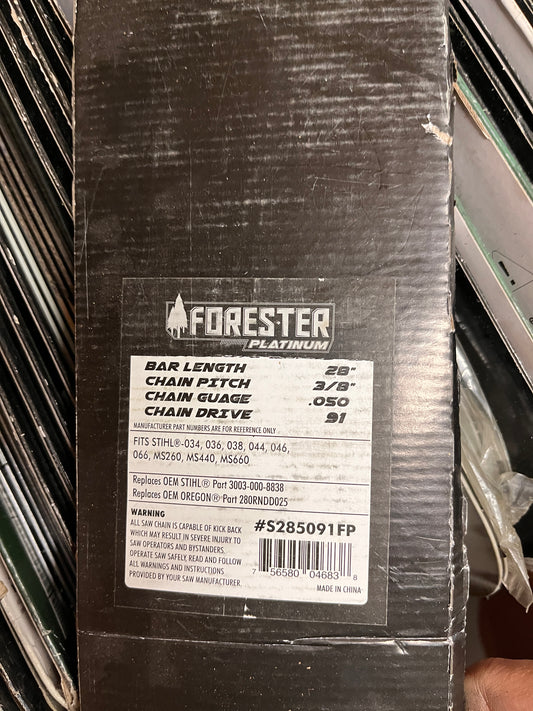 FORESTER
PLATINUM
BAR LENGTH 28"
CHAIN PITCH 3/8"
CHAIN GUAGE .050
CHAIN DRIVE 91
MANUFACTURER PART NUMBERS ARE FOR REFERENCE ONLY
FITS STIHL®-034, 036, 038, 044, 046,
066, MS260, MS440, MS660
Replaces OEM STIHL® Part 3003-000-8838
Replaces OEM OREGON® Part 280RNDD025
WARNING
ALL SAW CHAIN IS CAPABLE OF KICK BACK
WHICH MAY RESULT IN SEVERE INJURY TO
SAW OPERATORS AND BYSTANDERS.
OPERATE SAW SAFELY, READ AND FOLLOW
ALL WARNINGS AND INSTRUCTIONS
PROVIDED BY YOUR SAW MANUFACTURER.
#S285091FP
7 56580 04683 8
MADE IN CHINA